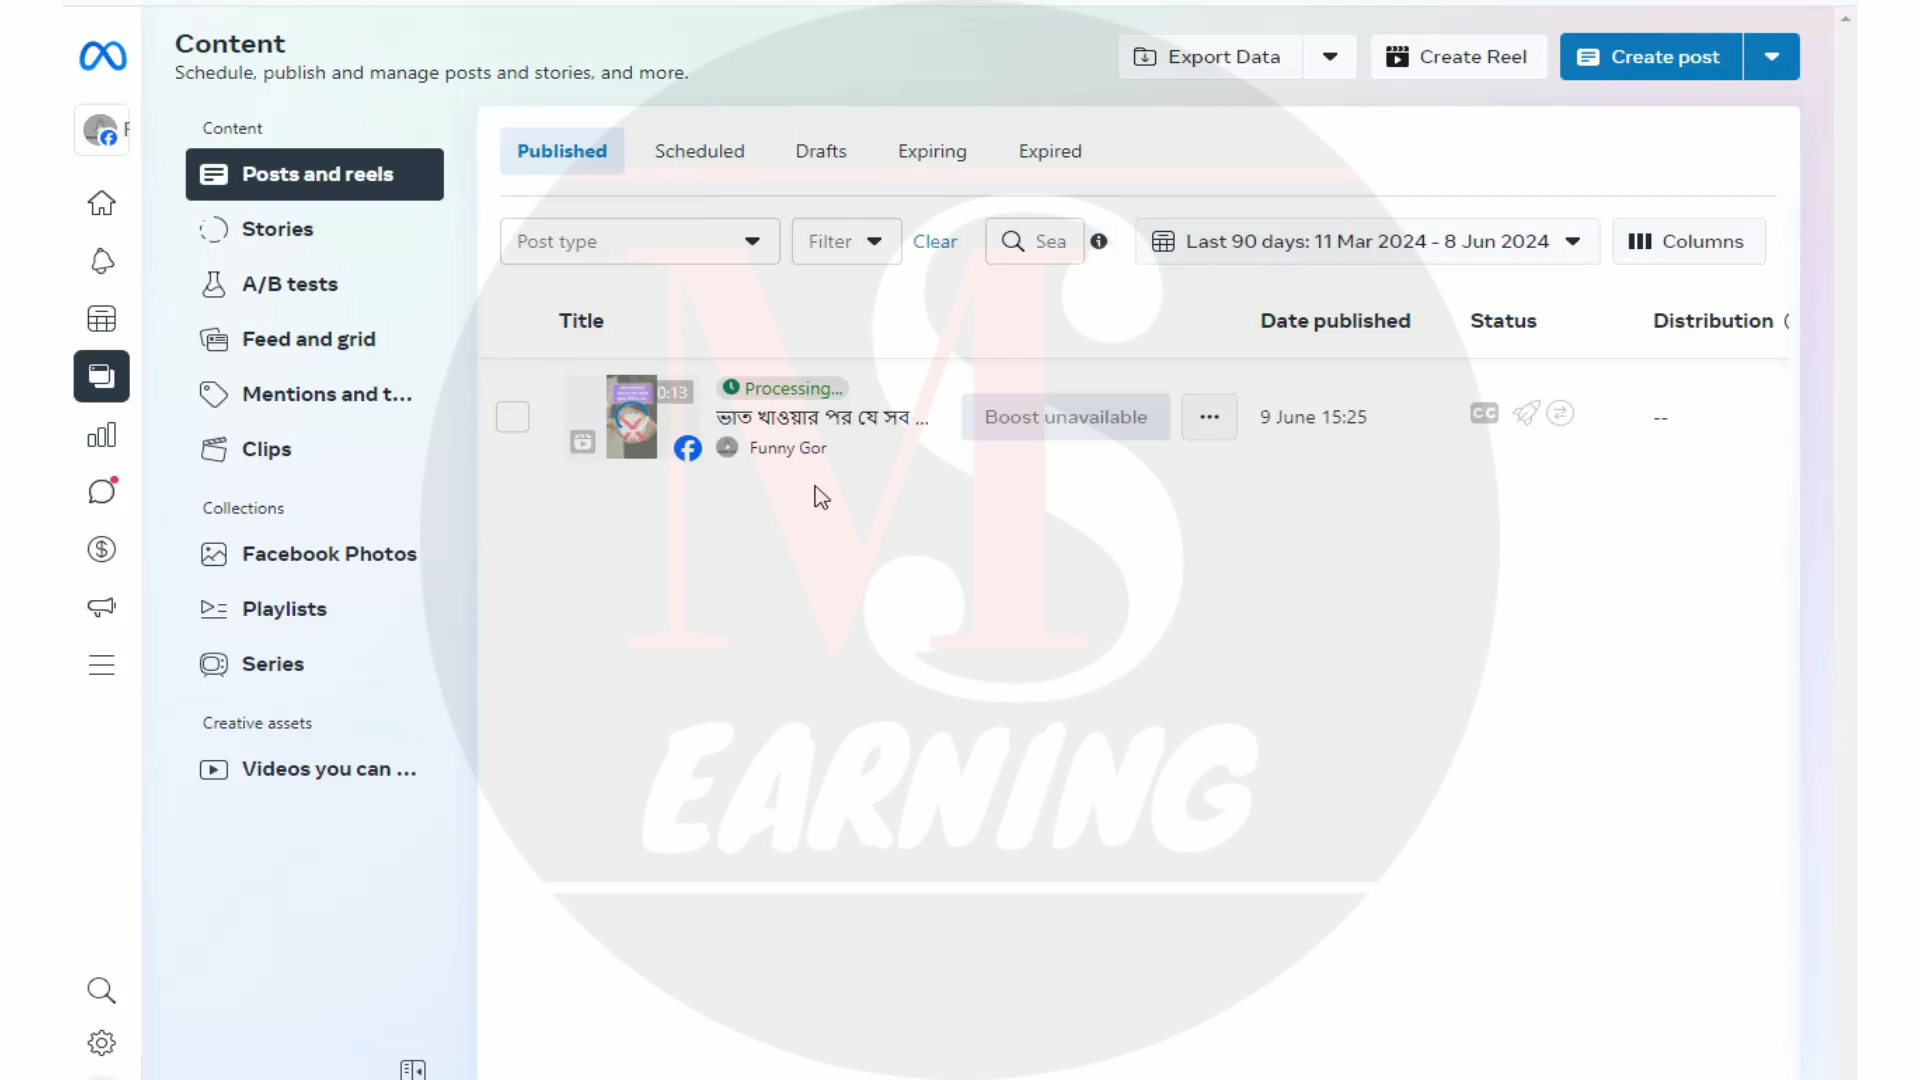 Content
Schedule, publish and manage posts and stories, and more.
Export Data
Create Reel
Create post
Content
Posts and reels
Stories
A/B tests
Feed and grid
Mentions and t...
Clips
Collections
Facebook Photos
Playlists
Series
Creative assets
Videos you can ...
Published
Scheduled
Drafts
Expiring
Expired
Post type
Filter
Clear
Sea
Last 90 days: 11 Mar 2024 - 8 Jun 2024
Columns
Title
Date published
Status
Distribution
0:13
Processing...
ভাত খাওয়ার পর যে সব ...
Funny Gor
Boost unavailable
9 June 15:25
CC
--
MS
EARNING